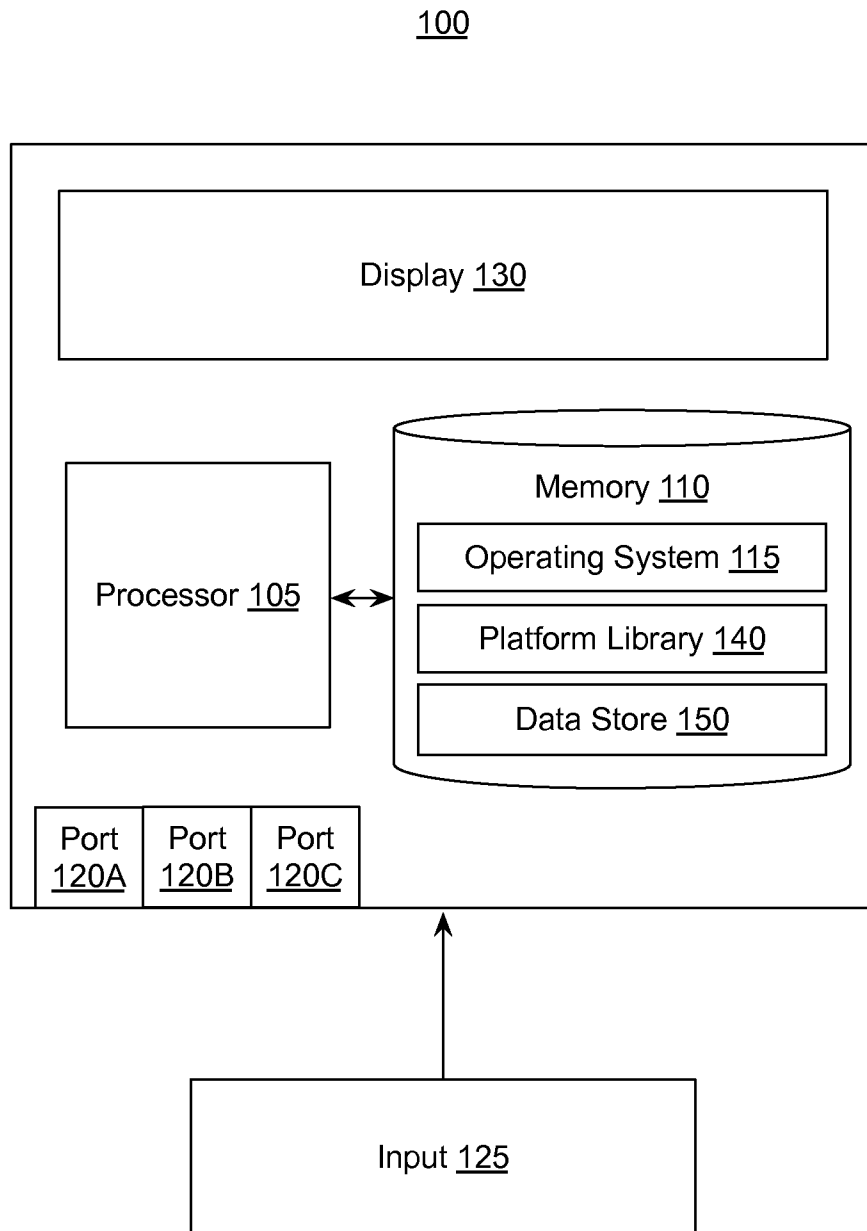 100
Display 130
Memory 110
Operating System 115
Processor 105
Platform Library 140
Data Store 150
Port
120A
Port
120B
Port
120C
Input 125